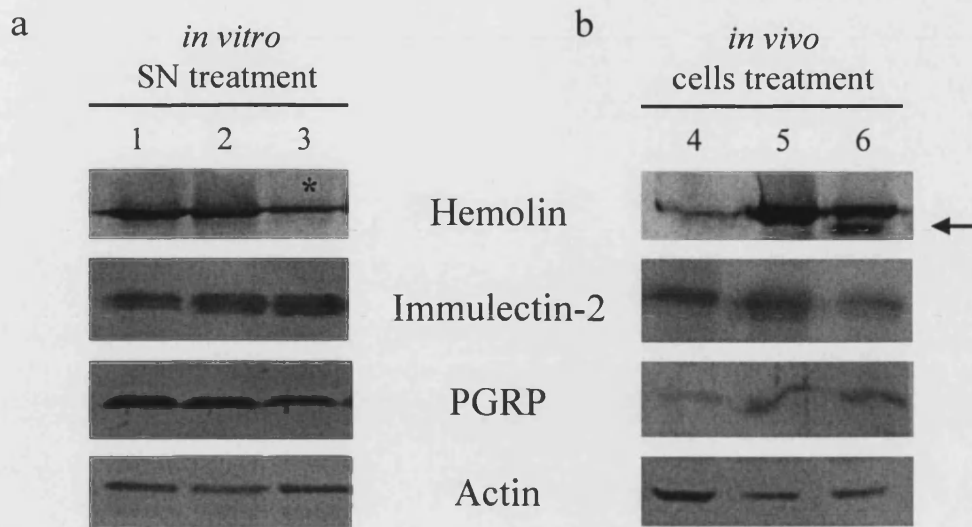 a
in vitro
SN treatment
1 2 3
*
b
in vivo
cells treatment
4 5 6
Hemolin
Immulectin-2
PGRP
Actin